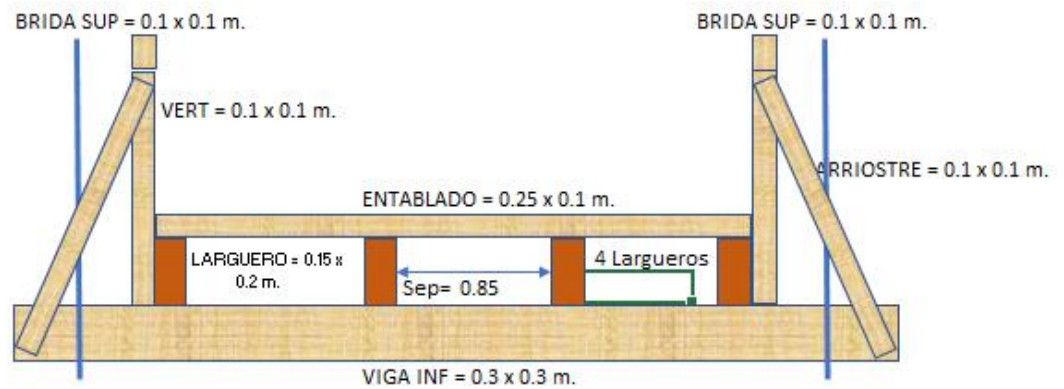 BRIDA SUP = 0.1 x 0.1 m.
BRIDA SUP = 0.1 x 0.1 m.
VERT = 0.1 x 0.1 m.
ARRIOSTRE = 0.1 x 0.1 m.
ENTABLADO = 0.25 x 0.1 m.
LARGUERO = 0.15 x
0.2 m.
4 Largueros
Sep= 0.85
VIGA INF = 0.3 x 0.3 m.